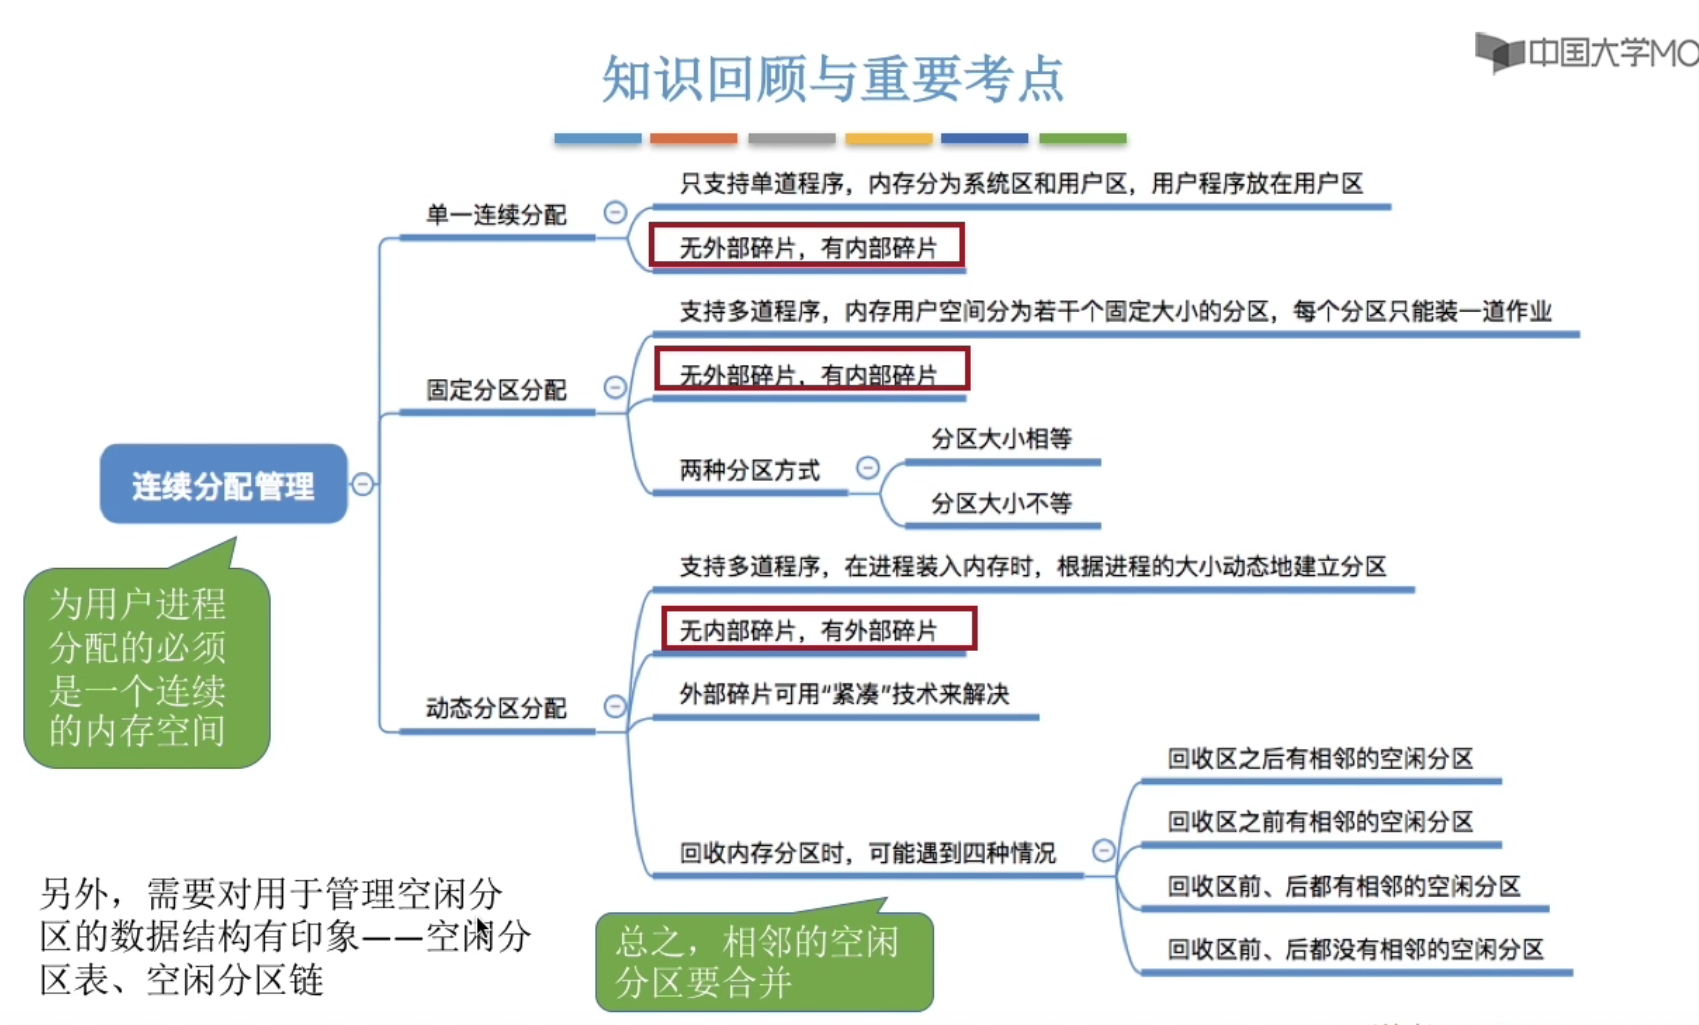 中国大学MO
知识回顾与重要考点
只支持单道程序，内存分为系统区和用户区，用户程序放在用户区
单一连续分配
无外部碎片，有内部碎片
支持多道程序，内存用户空间分为若干个固定大小的分区，每个分区只能装一道作业
固定分区分配
无外部碎片，有内部碎片
两种分区方式
分区大小相等
分区大小不等
连续分配管理
为用户进程
分配的必须
是一个连续
的内存空间
支持多道程序，在进程装入内存时，根据进程的大小动态地建立分区
无内部碎片，有外部碎片
动态分区分配
外部碎片可用“紧凑”技术来解决
回收内存分区时，可能遇到四种情况
回收区之后有相邻的空闲分区
回收区之前有相邻的空闲分区
回收区前、后都有相邻的空闲分区
回收区前、后都没有相邻的空闲分区
另外，需要对用于管理空闲分
区的数据结构有印象——空闲分
区表、空闲分区链
总之，相邻的空闲
分区要合并